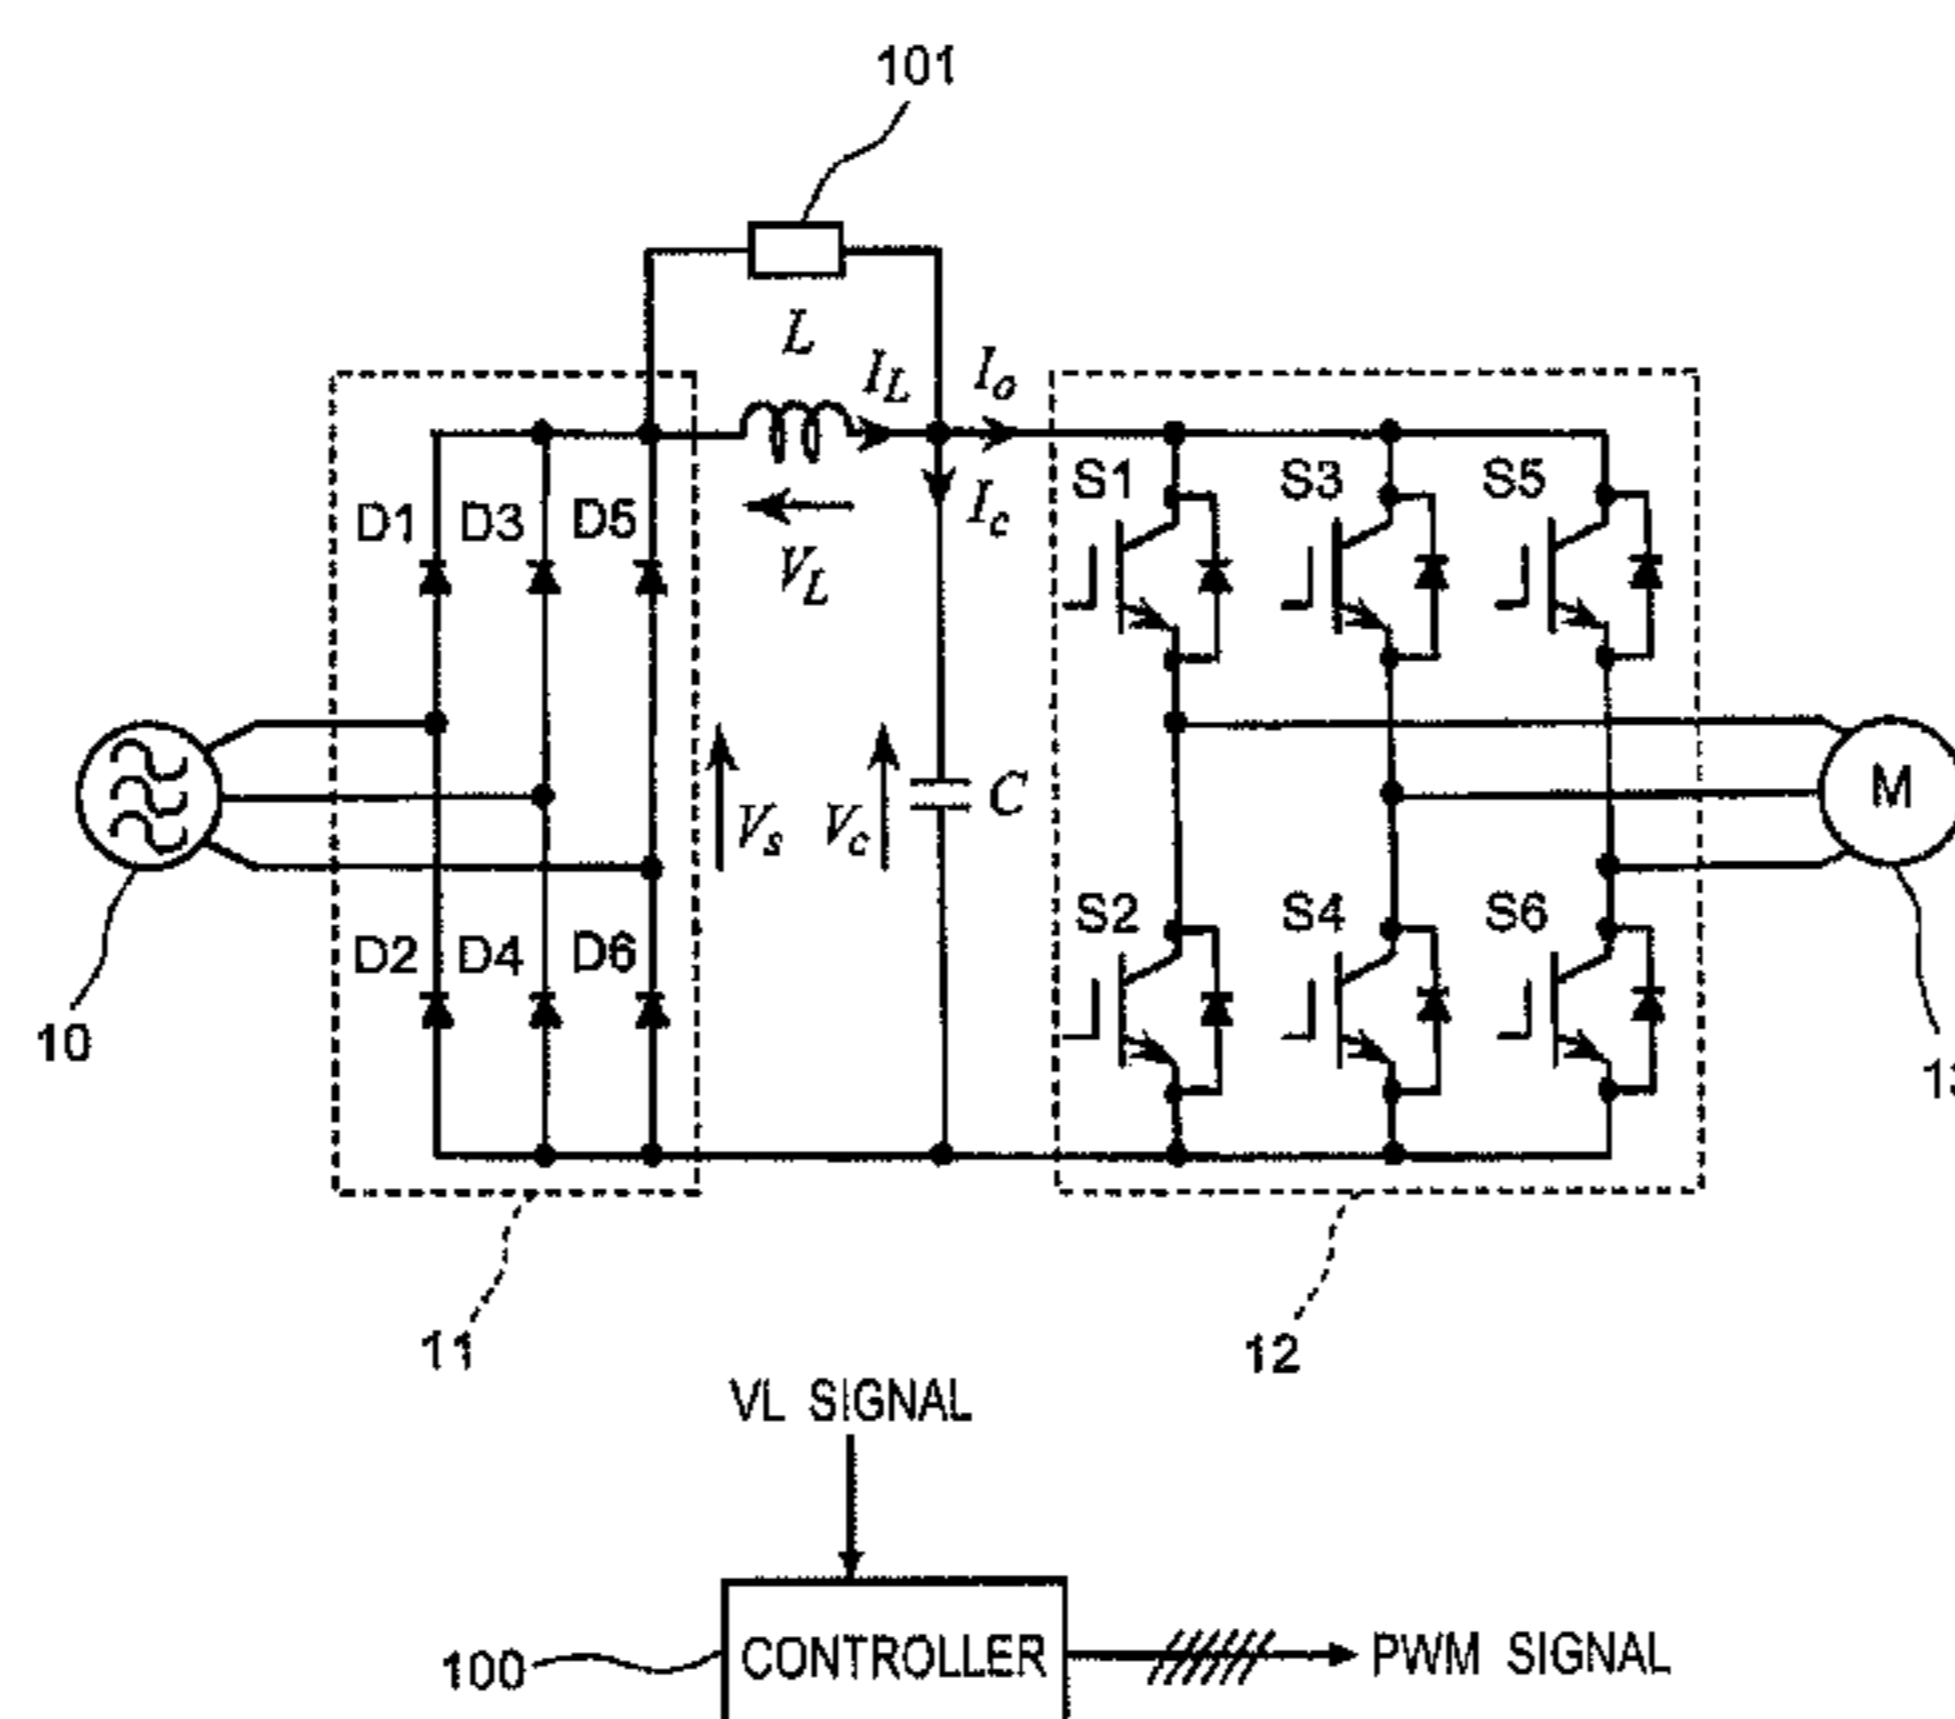 101
L
I_L
I_o
S1
S3
S5
D1
D3
D5
I_c
V_L
M
V_s
V_c
C
S2
S4
S6
D2
D4
D6
10
13
11
12
VL SIGNAL
100
CONTROLLER
PWM SIGNAL